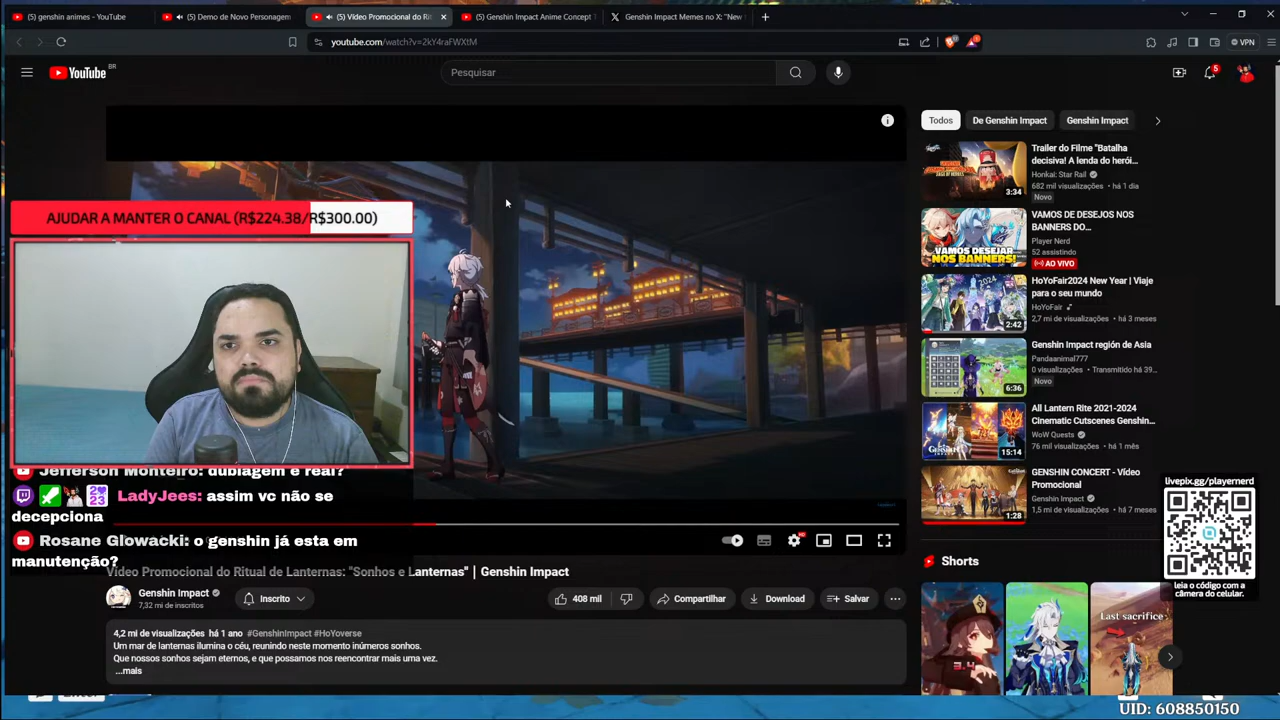 (5) genshin animes - YouTube
(5) Demo de Novo Personagem
(5) Vídeo Promocional do Rit
(5) Genshin Impact Anime Concept T
Genshin Impact Memes no X: "New
youtube.com/watch?v=2kY4raFWXtM
VPN
YouTube
BR
Pesquisar
5
Todos
De Genshin Impact
Genshin Impact
AJUDAR A MANTER O CANAL (R$224.38/R$300.00)
Jefferson Monteiro: dublagem é real?
LadyJees: assim vc não se
decepciona
Rosane Glowacki: o genshin já esta em
manutenção?
Trailer do Filme "Batalha
decisiva! A lenda do herói...
Honkai: Star Rail
682 mil visualizações • há 1 dia
Novo
3:34
VAMOS DE DESEJOS NOS
BANNERS DO...
Player Nerd
52 assistindo
AO VIVO
VAMOS DESEJAR
NOS BANNERS!
HoYoFair2024 New Year | Viaje
para o seu mundo
HoYoFair
2,7 mi de visualizações • há 3 meses
2:42
Genshin Impact región de Asia
Pandaanimal777
0 visualizações • Transmitido há 39...
Novo
6:36
All Lantern Rite 2021-2024
Cinematic Cutscenes Genshin...
WoW Quests
76 mil visualizações • há 1 mês
15:14
GENSHIN CONCERT - Vídeo
Promocional
Genshin Impact
1,5 mi de visualizações • há 7 meses
1:28
livepix.gg/playernerd
leia o código com a
câmera do celular.
Vídeo Promocional do Ritual de Lanternas: "Sonhos e Lanternas" | Genshin Impact
Genshin Impact
7,32 mi de inscritos
Inscrito
408 mil
Compartilhar
Download
Salvar
4,2 mi de visualizações há 1 ano #GenshinImpact #HoYoverse
Um mar de lanternas ilumina o céu, reunindo neste momento inúmeros sonhos.
Que nossos sonhos sejam eternos, e que possamos nos reencontrar mais uma vez.
...mais
Shorts
3.4
Last sacrifice
Enter
UID: 608850150